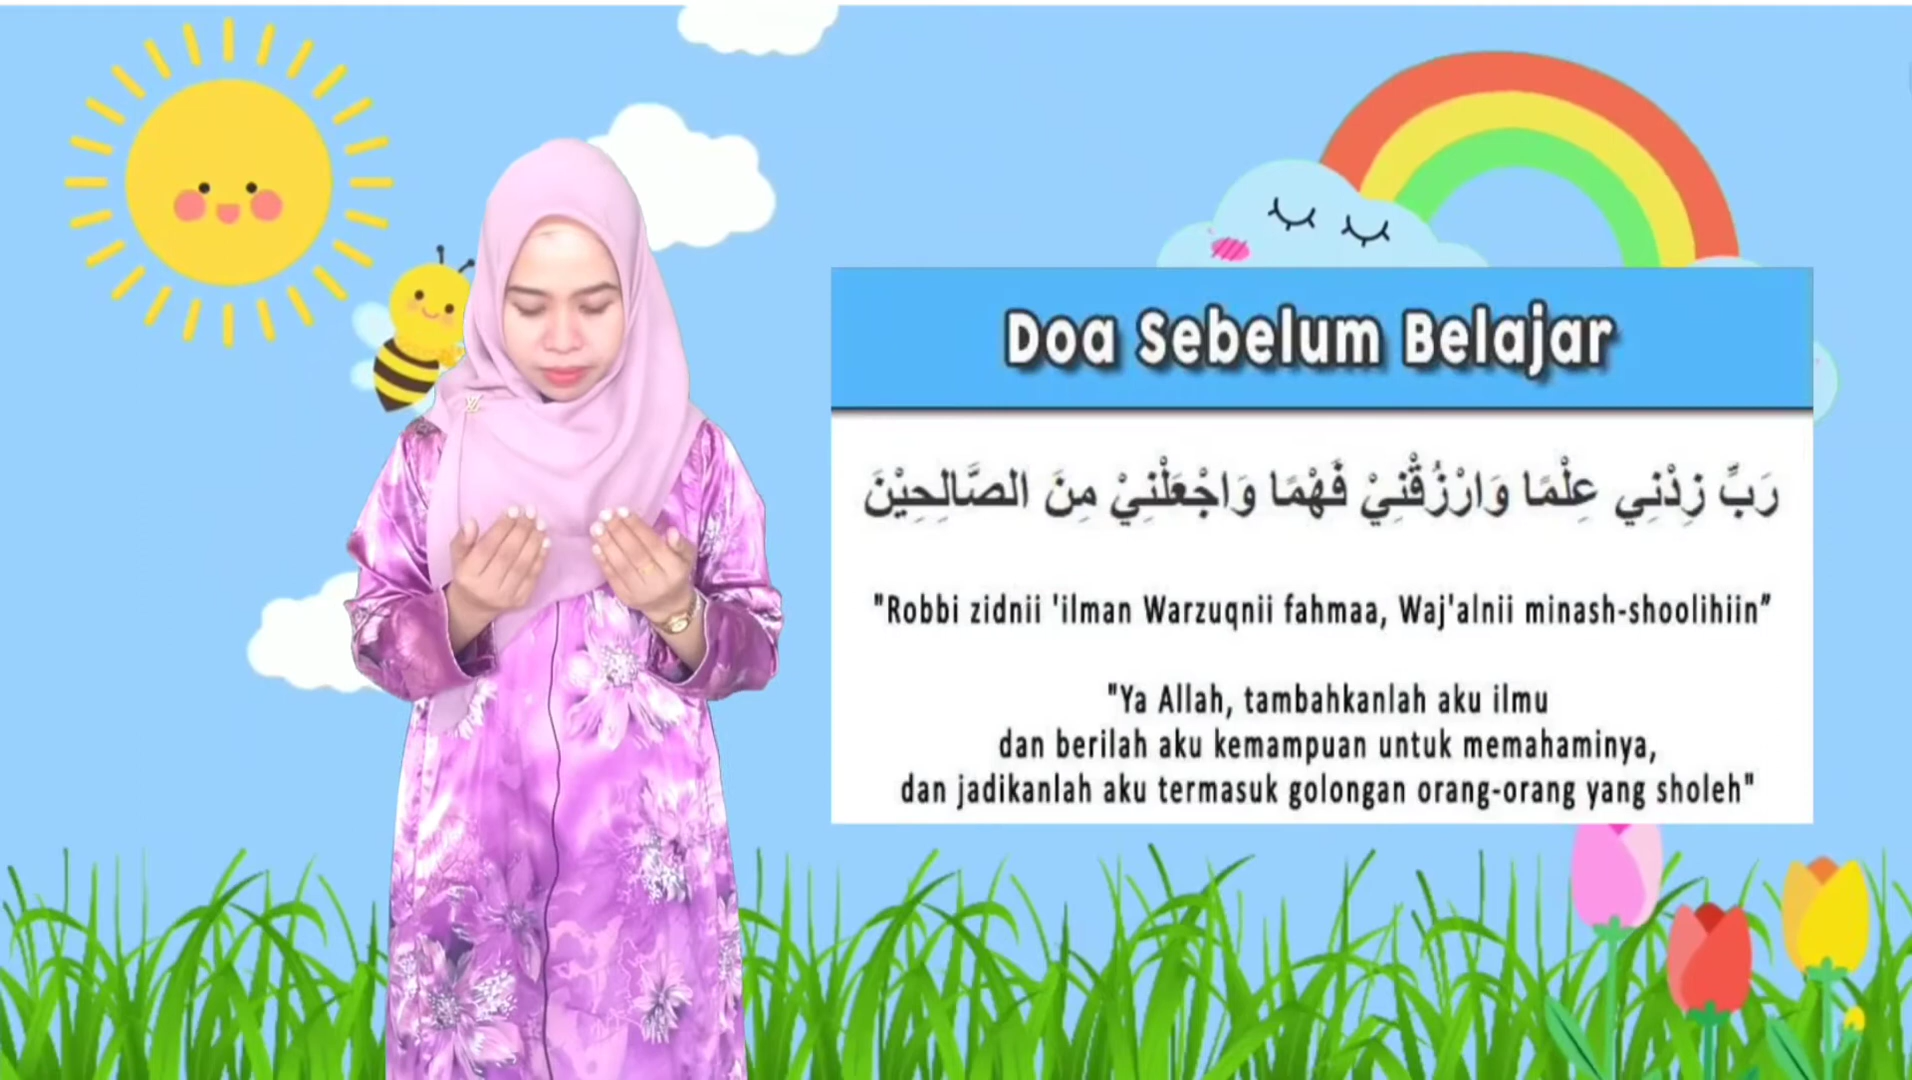 Doa Sebelum Belajar
رَبِّ زِدْنِي عِلْمًا وَارْزُقْنِيْ فَهْمًا وَاجْعَلْنِيْ مِنَ الصَّالِحِيْنَ
"Robbi zidnii 'ilman Warzuqnii fahmaa, Waj'alnii minash-shoolihiin”
"Ya Allah, tambahkanlah aku ilmu
dan berilah aku kemampuan untuk memahaminya,
dan jadikanlah aku termasuk golongan orang-orang yang sholeh"